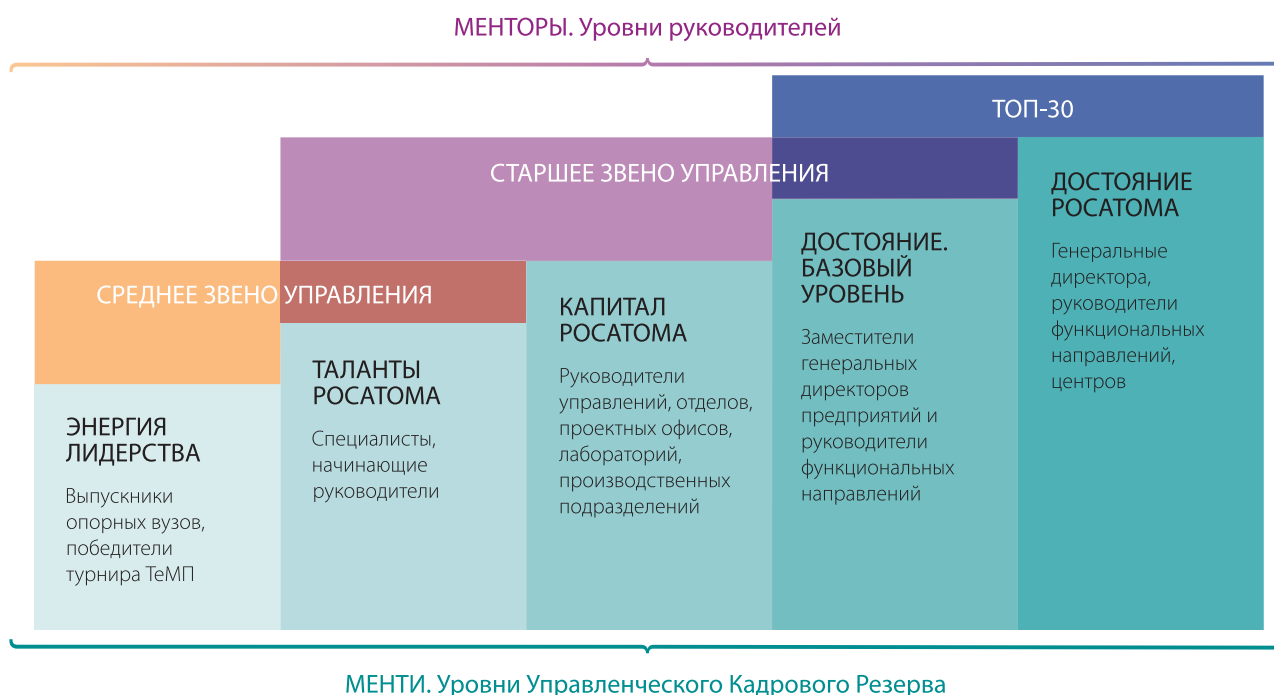 МЕНТОРЫ. Уровни руководителей
ТОП-30
СТАРШЕЕ ЗВЕНО УПРАВЛЕНИЯ
СРЕДНЕЕ ЗВЕНО УПРАВЛЕНИЯ
ЭНЕРГИЯ
ЛИДЕРСТВА
Выпускники
опорных вузов,
победители
турнира ТеМП
ТАЛАНТЫ
РОСАТОМА
Специалисты,
начинающие
руководители
КАПИТАЛ
РОСАТОМА
Руководители
управлений, отделов,
проектных офисов,
лабораторий,
производственных
подразделений
ДОСТОЯНИЕ.
БАЗОВЫЙ
УРОВЕНЬ
Заместители
генеральных
директоров
предприятий и
руководители
функциональных
направлений
ДОСТОЯНИЕ
РОСАТОМА
Генеральные
директора,
руководители
функциональных
направлений,
центров
МЕНТИ. Уровни Управленческого Кадрового Резерва